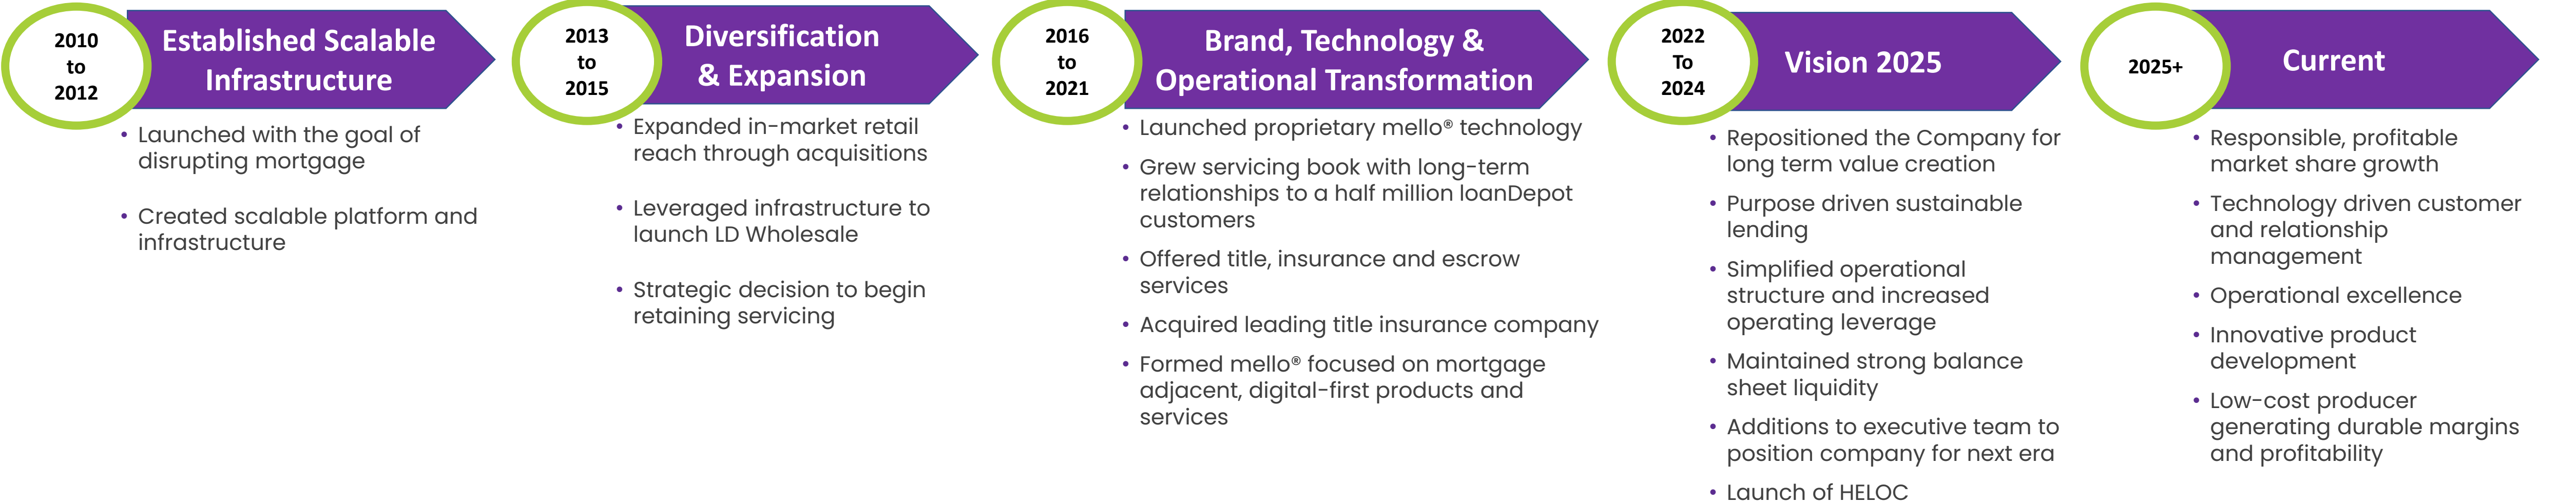 2010
to
2012
Established Scalable
Infrastructure
• Launched with the goal of
disrupting mortgage
• Created scalable platform and
infrastructure
2013
to
2015
Diversification
& Expansion
• Expanded in-market retail
reach through acquisitions
• Leveraged infrastructure to
launch LD Wholesale
• Strategic decision to begin
retaining servicing
2016
to
2021
Brand, Technology &
Operational Transformation
• Launched proprietary mello® technology
• Grew servicing book with long-term
relationships to a half million loanDepot
customers
• Offered title, insurance and escrow
services
• Acquired leading title insurance company
• Formed mello® focused on mortgage
adjacent, digital-first products and
services
2022
To
2024
Vision 2025
• Repositioned the Company for
long term value creation
• Purpose driven sustainable
lending
• Simplified operational
structure and increased
operating leverage
• Maintained strong balance
sheet liquidity
• Additions to executive team to
position company for next era
• Launch of HELOC
2025+
Current
• Responsible, profitable
market share growth
• Technology driven customer
and relationship
management
• Operational excellence
• Innovative product
development
• Low-cost producer
generating durable margins
and profitability